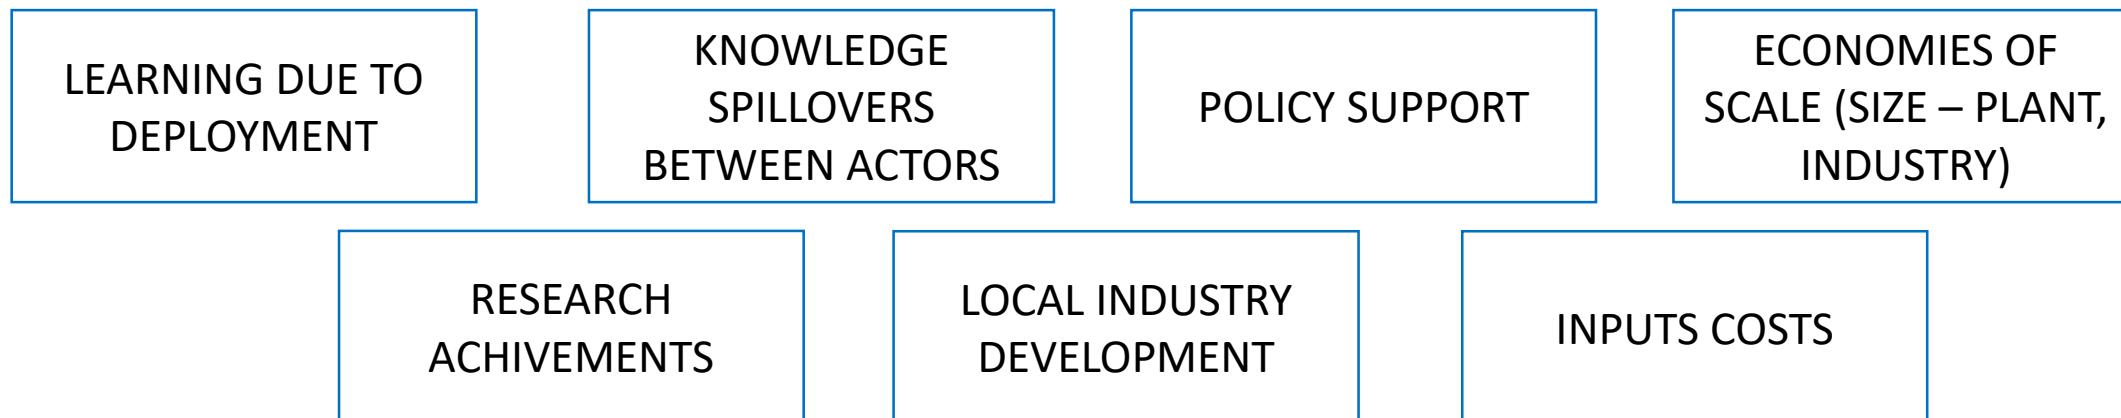 LEARNING DUE TO
DEPLOYMENT
KNOWLEDGE
SPILLOVERS
BETWEEN ACTORS
POLICY SUPPORT
ECONOMIES OF
SCALE (SIZE – PLANT,
INDUSTRY)
RESEARCH
ACHIVEMENTS
LOCAL INDUSTRY
DEVELOPMENT
INPUTS COSTS